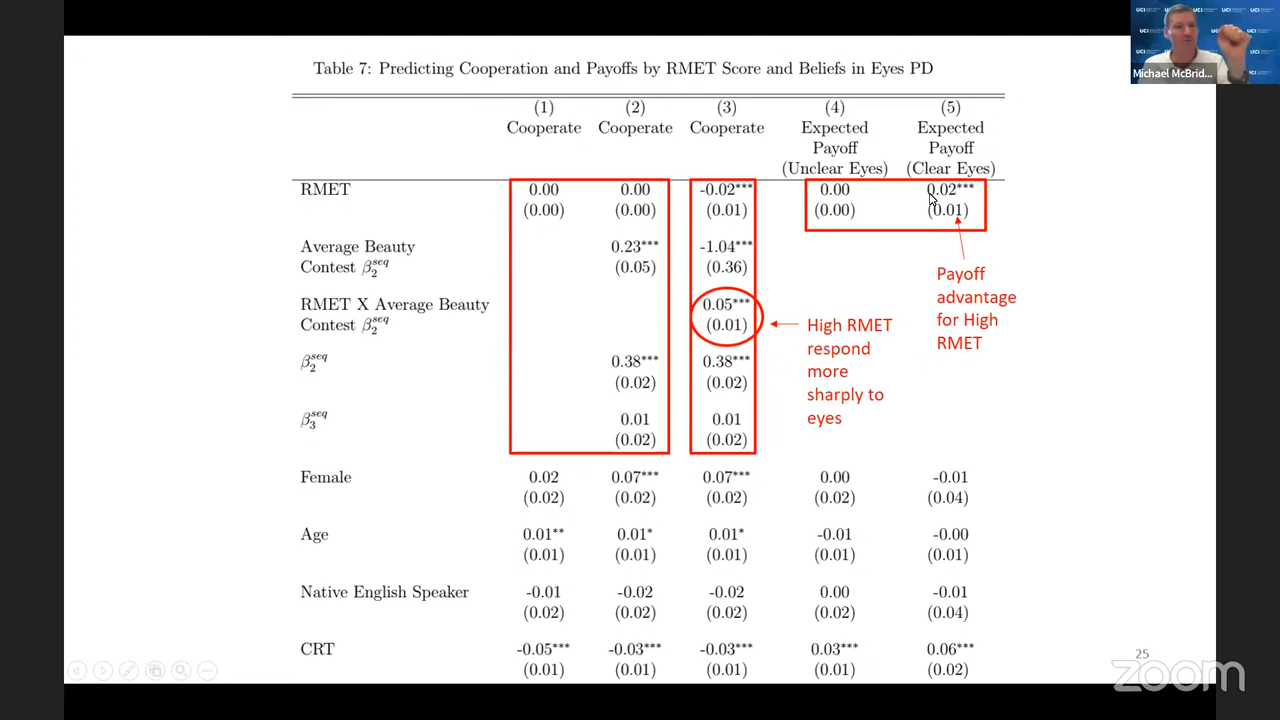 Table 7: Predicting Cooperation and Payoffs by RMET Score and Beliefs in Eyes PD
(1) (2) (3) (4) (5)
Cooperate Cooperate Cooperate Expected Expected
Payoff Payoff
(Unclear Eyes) (Clear Eyes)
RMET 0.00 0.00 -0.02*** 0.00 0.02***
(0.00) (0.00) (0.01) (0.00) (0.01)
Average Beauty 0.23*** -1.04***
Contest β₂^seq (0.05) (0.36)
RMET X Average Beauty 0.05***
Contest β₂^seq (0.01)
β₂^seq 0.38*** 0.38***
(0.02) (0.02)
β₃^seq 0.01 0.01
(0.02) (0.02)
Female 0.02 0.07*** 0.07*** 0.00 -0.01
(0.02) (0.02) (0.02) (0.02) (0.04)
Age 0.01** 0.01* 0.01* -0.01 -0.00
(0.01) (0.01) (0.01) (0.01) (0.01)
Native English Speaker -0.01 -0.02 -0.02 0.00 -0.01
(0.02) (0.02) (0.02) (0.02) (0.04)
CRT -0.05*** -0.03*** -0.03*** 0.03*** 0.06***
(0.01) (0.01) (0.01) (0.01) (0.02)
Payoff
advantage
for High
RMET
High RMET
respond
more
sharply to
eyes
25
zoom
Michael McBrid...
UCI